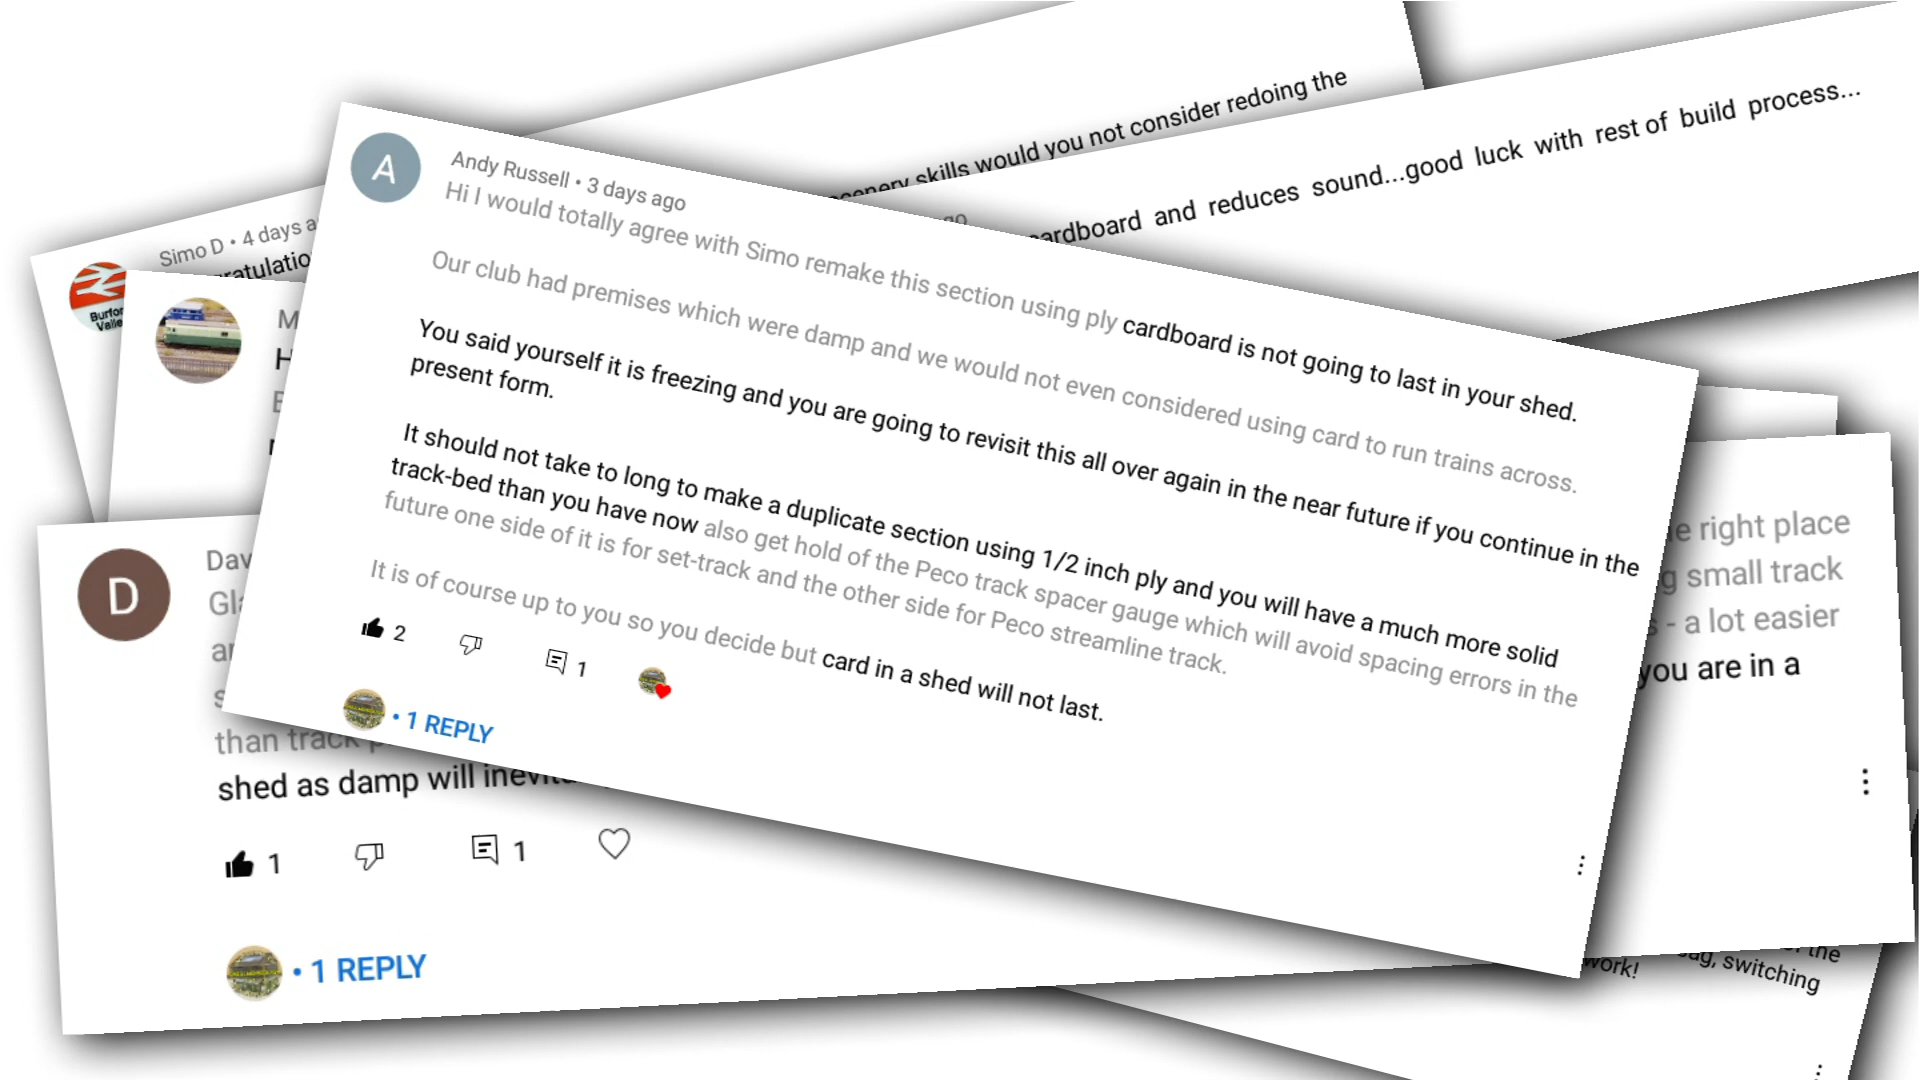 scenery skills would you not consider redoing the
cardboard and reduces sound...good luck with rest of build process...
Simo D • 4 days
Burfor
Valle
M
H
A
Andy Russell • 3 days ago
Hi I would totally agree with Simo remake this section using ply cardboard is not going to last in your shed.
Our club had premises which were damp and we would not even considered using card to run trains across.
You said yourself it is freezing and you are going to revisit this all over again in the near future if you continue in the
present form.
It should not take to long to make a duplicate section using 1/2 inch ply and you will have a much more solid
track-bed than you have now also get hold of the Peco track spacer gauge which will avoid spacing errors in the
future one side of it is for set-track and the other side for Peco streamline track.
It is of course up to you so you decide but card in a shed will not last.
2
1
• 1 REPLY
D
Dav
right place
small track
- a lot easier
you are in a
than track
shed as damp will
1
1
• 1 REPLY
the
switching
work!